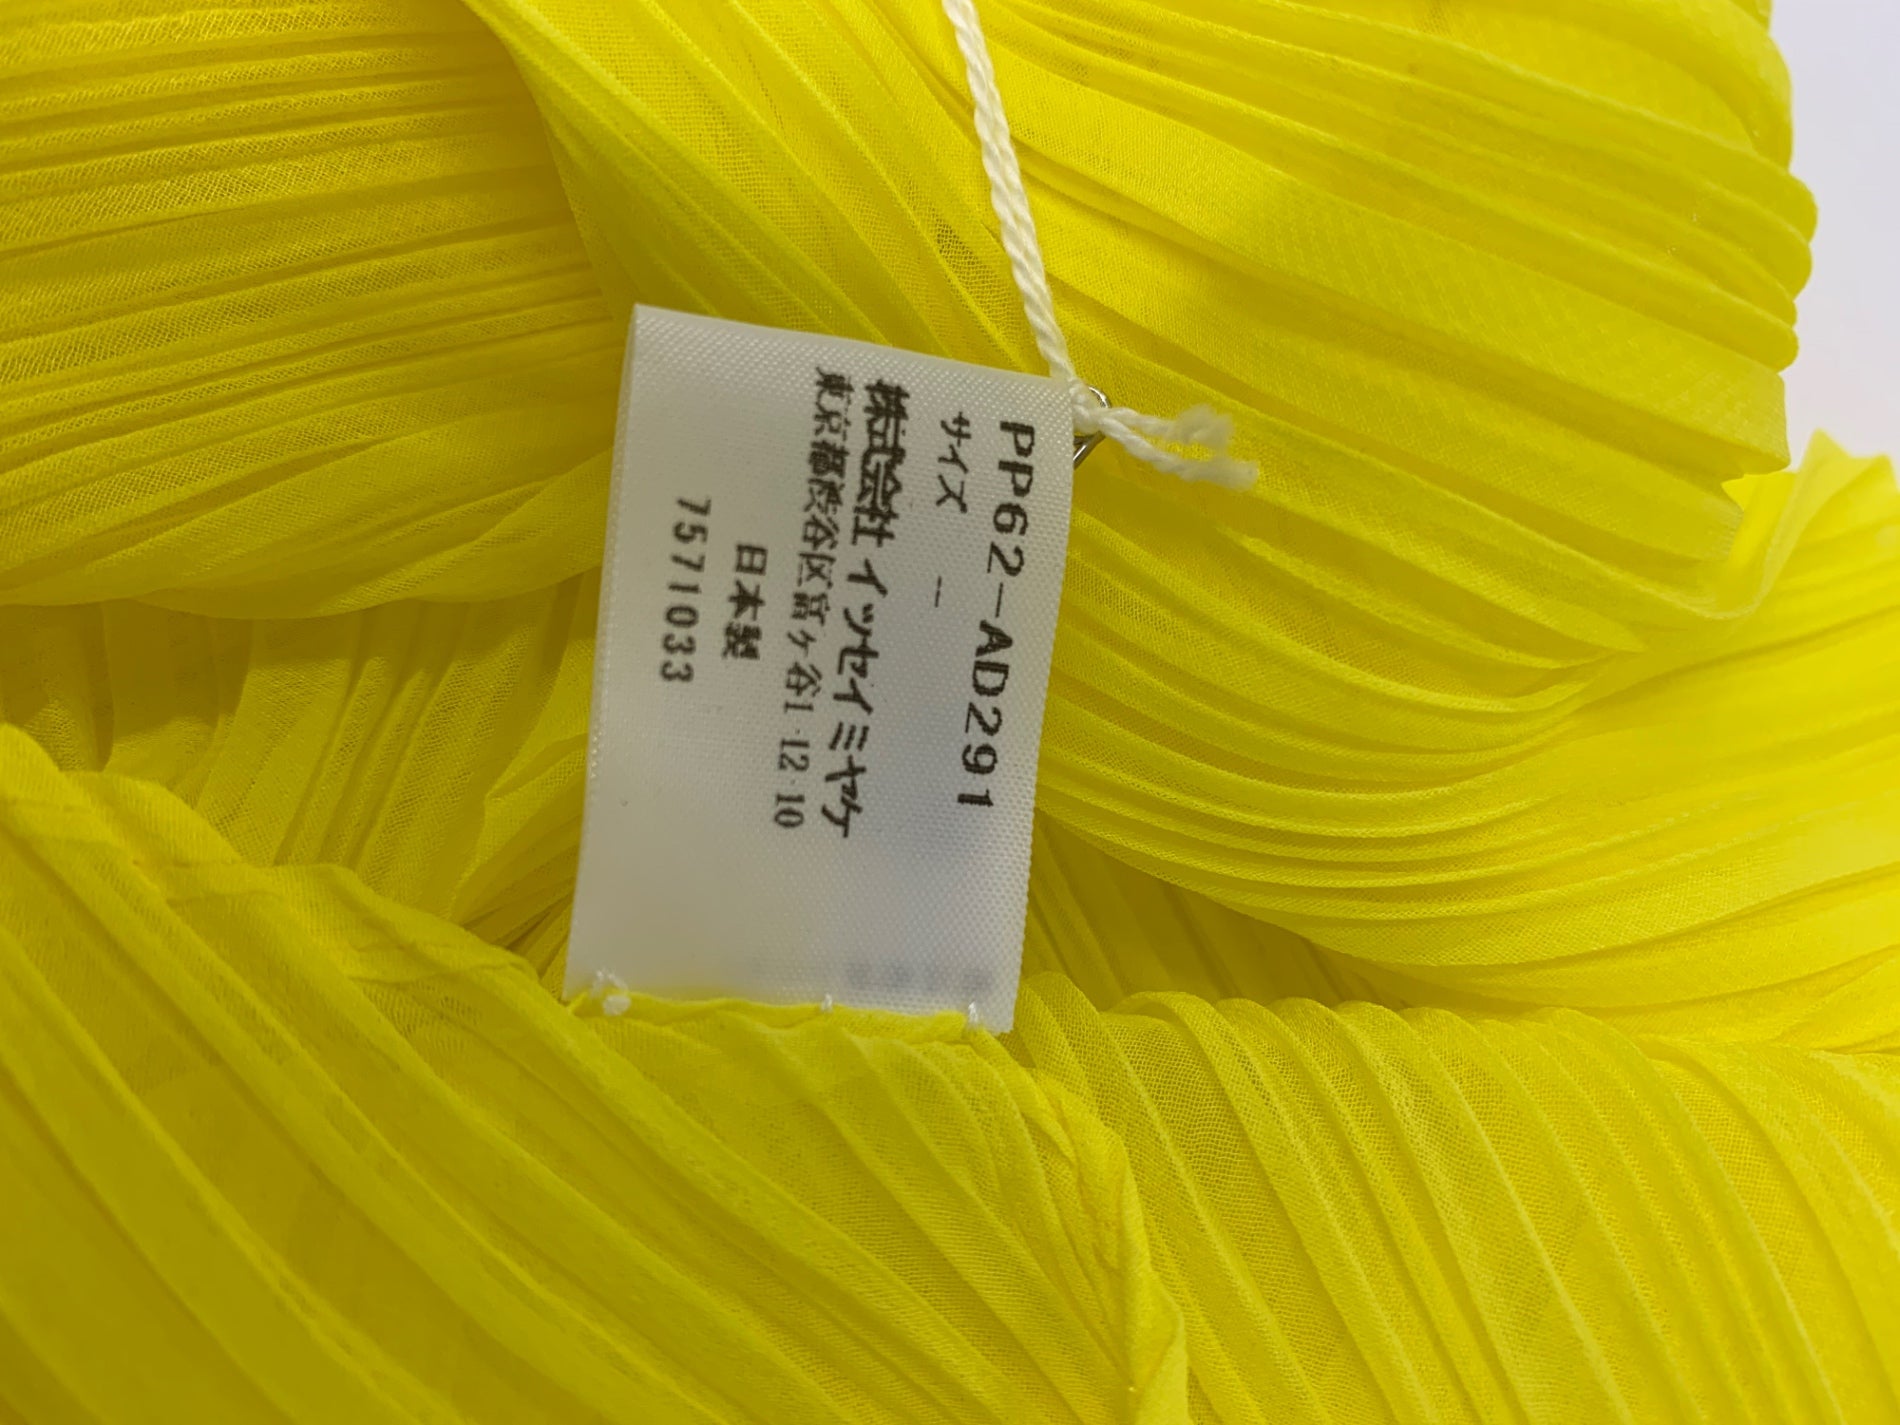 PP62-AD291
サイズ --
株式会社イッセイミヤケ
東京都渋谷区富ヶ谷1-12-10
日本製
7571033